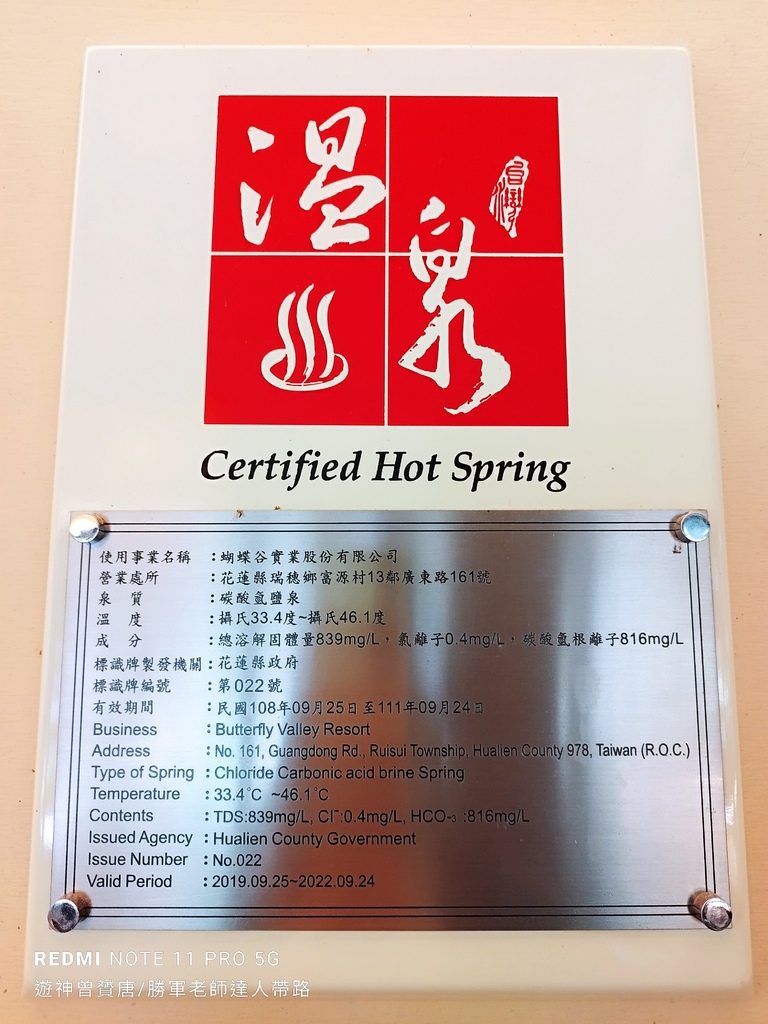 溫泉
台灣
Certified Hot Spring
使用事業名稱：蝴蝶谷實業股份有限公司
營業處所：花蓮縣瑞穗鄉富源村13鄰廣東路161號
泉 質：碳酸氫鹽泉
溫 度：攝氏33.4度~攝氏46.1度
成 分：總溶解固體量839mg/L，氯離子0.4mg/L，碳酸氫根離子816mg/L
標識牌製發機關：花蓮縣政府
標識牌編號：第022號
有效期間：民國108年09月25日至111年09月24日
Business : Butterfly Valley Resort
Address : No. 161, Guangdong Rd., Ruisui Township, Hualien County 978, Taiwan (R.O.C.)
Type of Spring : Chloride Carbonic acid brine Spring
Temperature : 33.4°C ~46.1°C
Contents : TDS:839mg/L, Cl⁻:0.4mg/L, HCO-₃ :816mg/L
Issued Agency : Hualien County Government
Issue Number : No.022
Valid Period : 2019.09.25~2022.09.24
REDMI NOTE 11 PRO 5G
遊神曾贇唐/勝軍老師達人帶路